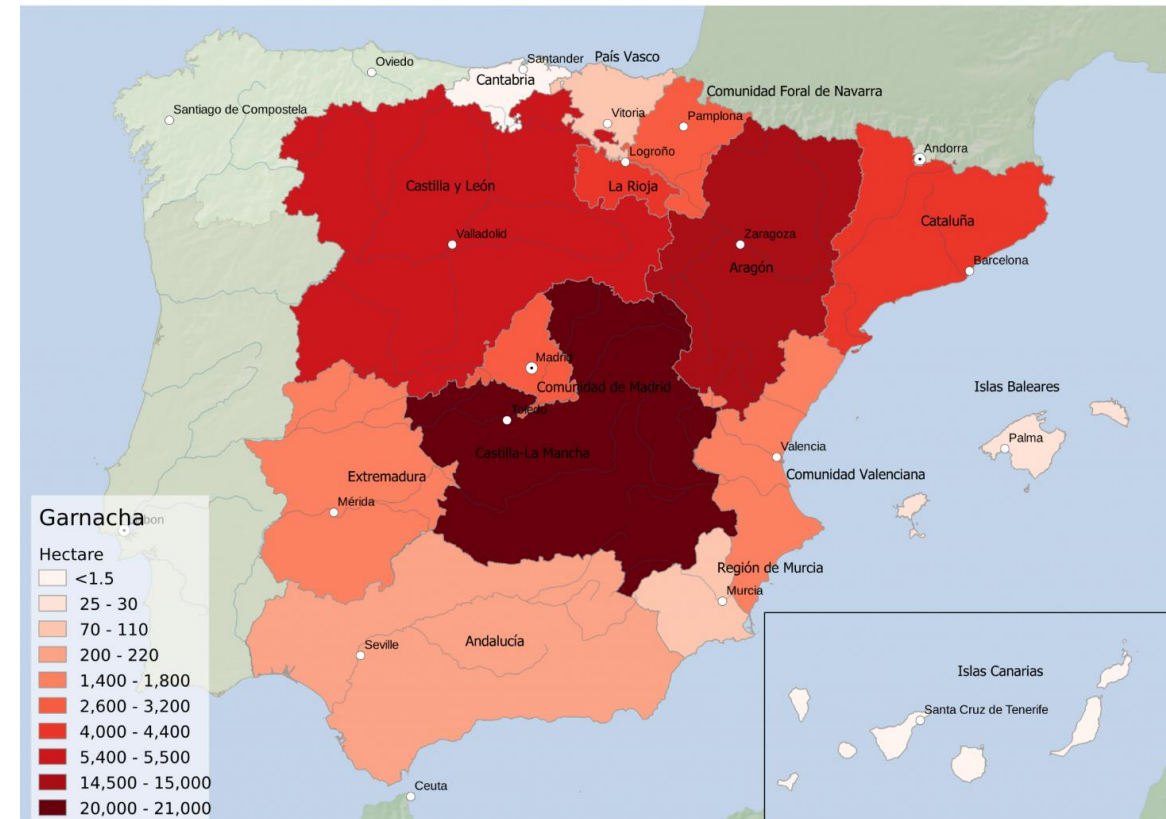 Oviedo
Santander
País Vasco
Cantabria
Comunidad Foral de Navarra
Santiago de Compostela
Vitoria
Pamplona
Logroño
Andorra
Castilla y León
La Rioja
Cataluña
Valladolid
Zaragoza
Aragón
Barcelona
Madrid
Comunidad de Madrid
Islas Baleares
Toledo
Palma
Castilla-La Mancha
Valencia
Extremadura
Comunidad Valenciana
Mérida
Región de Murcia
Murcia
Andalucía
Seville
Islas Canarias
Santa Cruz de Tenerife
Ceuta
Garnacha
Hectare
<1.5
25 - 30
70 - 110
200 - 220
1,400 - 1,800
2,600 - 3,200
4,000 - 4,400
5,400 - 5,500
14,500 - 15,000
20,000 - 21,000